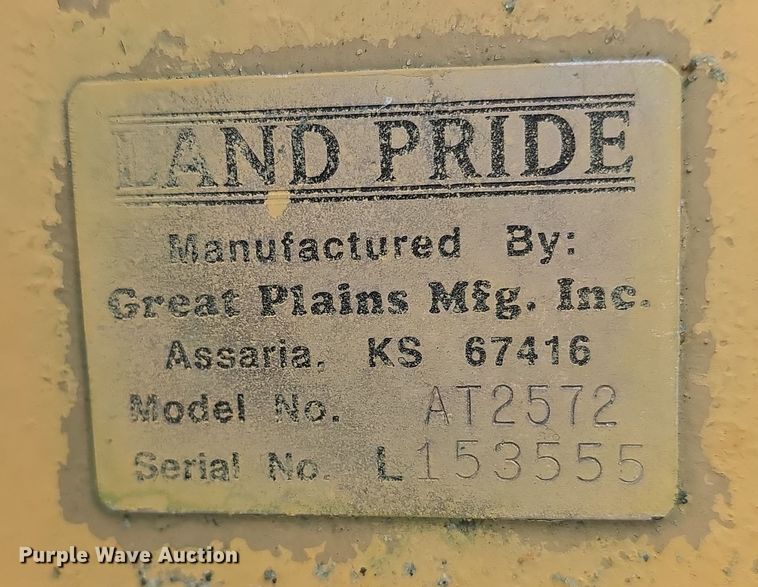 LAND PRIDE
Manufactured By:
Great Plains Mfg. Inc.
Assaria, KS 67416
Model No. AT2572
Serial No. L153555
Purple Wave Auction